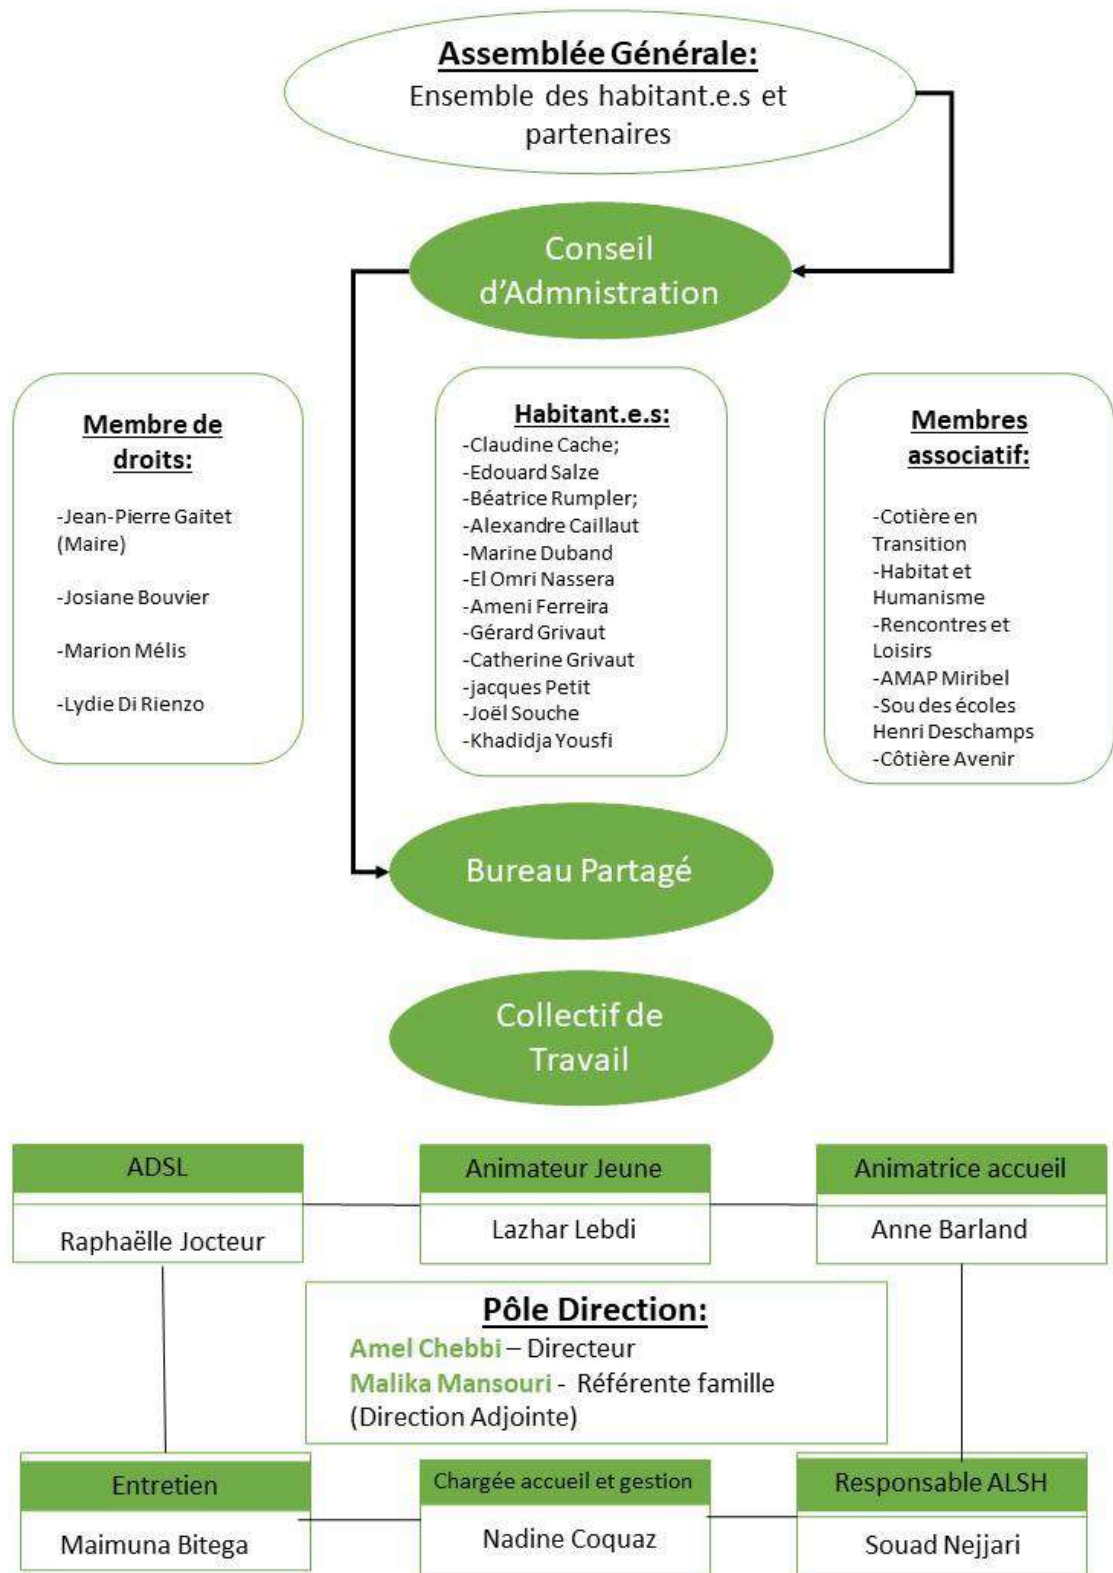 Assemblée Générale:
Ensemble des habitant.e.s et
partenaires
Conseil
d'Admnistration
Membre de
droits:
-Jean-Pierre Gaitet
(Maire)
-Josiane Bouvier
-Marion Mélis
-Lydie Di Rienzo
Habitant.e.s:
-Claudine Cache;
-Edouard Salze
-Béatrice Rumpler;
-Alexandre Caillaut
-Marine Duband
-El Omri Nassera
-Ameni Ferreira
-Gérard Grivaut
-Catherine Grivaut
-jacques Petit
-Joël Souche
-Khadidja Yousfi
Membres
associatif:
-Cotière en
Transition
-Habitat et
Humanisme
-Rencontres et
Loisirs
-AMAP Miribel
-Sou des écoles
Henri Deschamps
-Côtière Avenir
Bureau Partagé
Collectif de
Travail
ADSL
Raphaëlle Jocteur
Animateur Jeune
Lazhar Lebdi
Animatrice accueil
Anne Barland
Pôle Direction:
Amel Chebbi – Directeur
Malika Mansouri - Référente famille
(Direction Adjointe)
Entretien
Maimuna Bitega
Chargée accueil et gestion
Nadine Coquaz
Responsable ALSH
Souad Nejjari